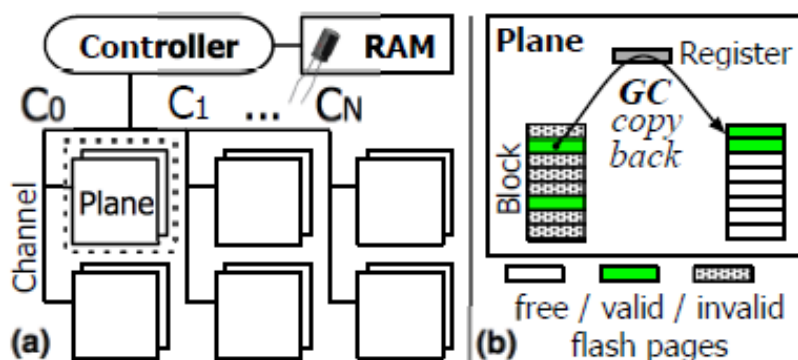 Controller
RAM
C0 C1 ... CN
Channel
Plane
(a)
Plane
Register
GC
copy
back
Block
free / valid / invalid
(b) flash pages